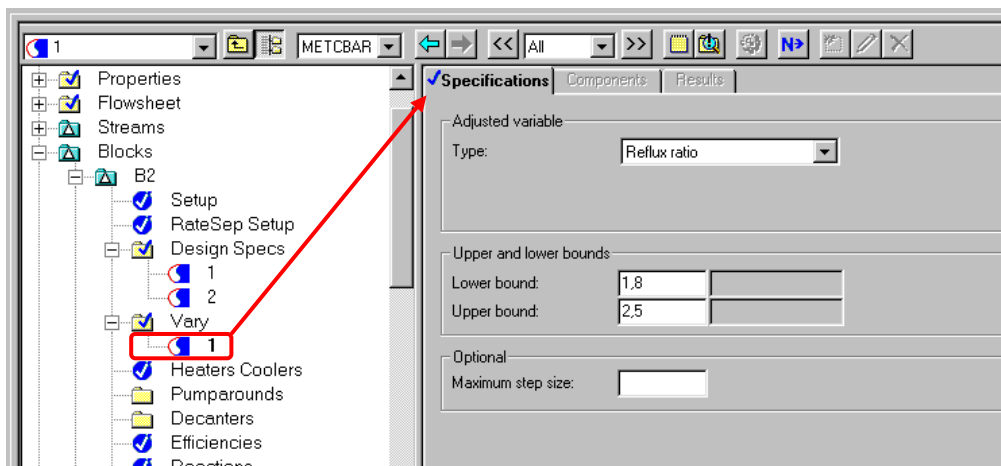 1 METCBAR << All >> N
Properties
Flowsheet
Streams
Blocks
B2
Setup
RateSep Setup
Design Specs
1
2
Vary
1
Heaters Coolers
Pumparounds
Decanters
Efficiencies
Reactions
Specifications Components Results
Adjusted variable
Type: Reflux ratio
Upper and lower bounds
Lower bound: 1,8
Upper bound: 2,5
Optional
Maximum step size: